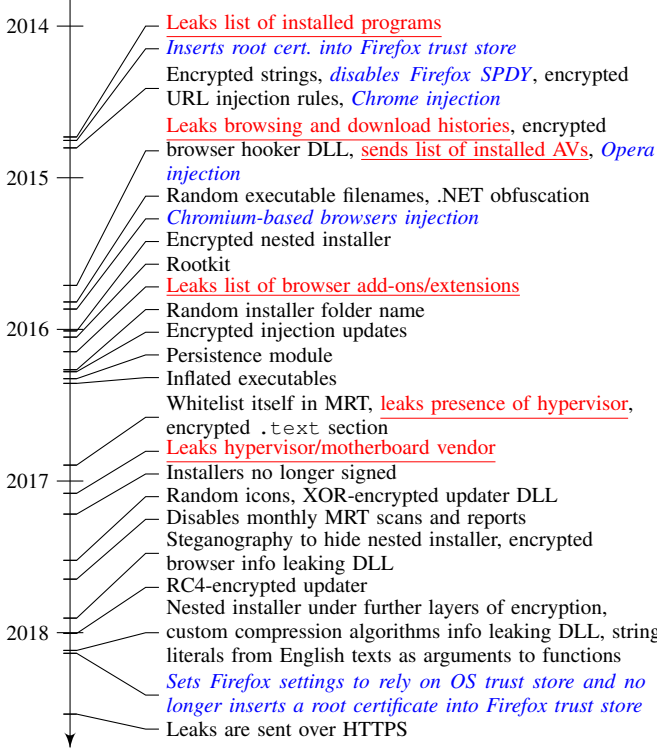 2014
Leaks list of installed programs
Inserts root cert. into Firefox trust store
Encrypted strings, disables Firefox SPDY, encrypted
URL injection rules, Chrome injection
Leaks browsing and download histories, encrypted
browser hooker DLL, sends list of installed AVs, Opera
injection
2015
Random executable filenames, .NET obfuscation
Chromium-based browsers injection
Encrypted nested installer
Rootkit
Leaks list of browser add-ons/extensions
Random installer folder name
2016
Encrypted injection updates
Persistence module
Inflated executables
Whitelist itself in MRT, leaks presence of hypervisor,
encrypted .text section
Leaks hypervisor/motherboard vendor
Installers no longer signed
2017
Random icons, XOR-encrypted updater DLL
Disables monthly MRT scans and reports
Steganography to hide nested installer, encrypted
browser info leaking DLL
RC4-encrypted updater
Nested installer under further layers of encryption,
2018
custom compression algorithms info leaking DLL, string
literals from English texts as arguments to functions
Sets Firefox settings to rely on OS trust store and no
longer inserts a root certificate into Firefox trust store
Leaks are sent over HTTPS